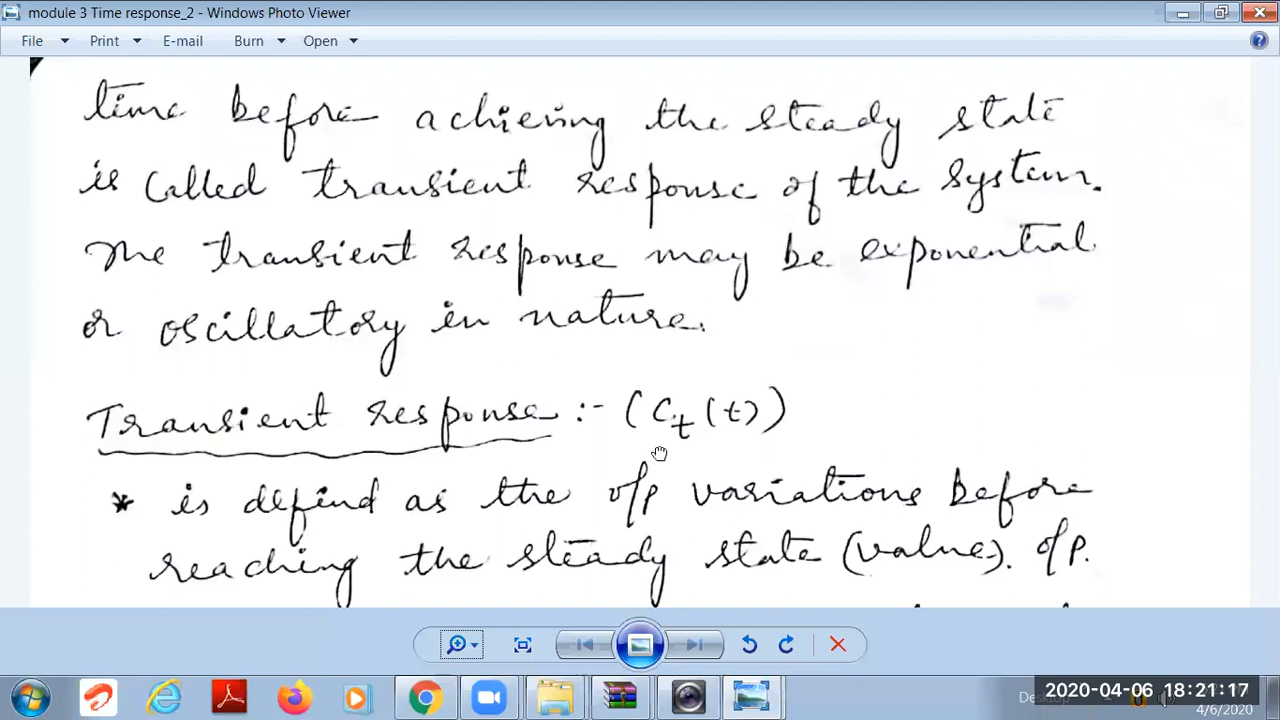 module 3 Time response_2 - Windows Photo Viewer
File Print E-mail Burn Open
time before achieving the steady state
is called transient response of the system.
The transient response may be exponential
or oscillatory in nature.
Transient response :- (Ct(t))
* is defind as the o/p variations before
reaching the steady state (value). o/p.
Desktop
2020-04-06 18:21:17
4/6/2020